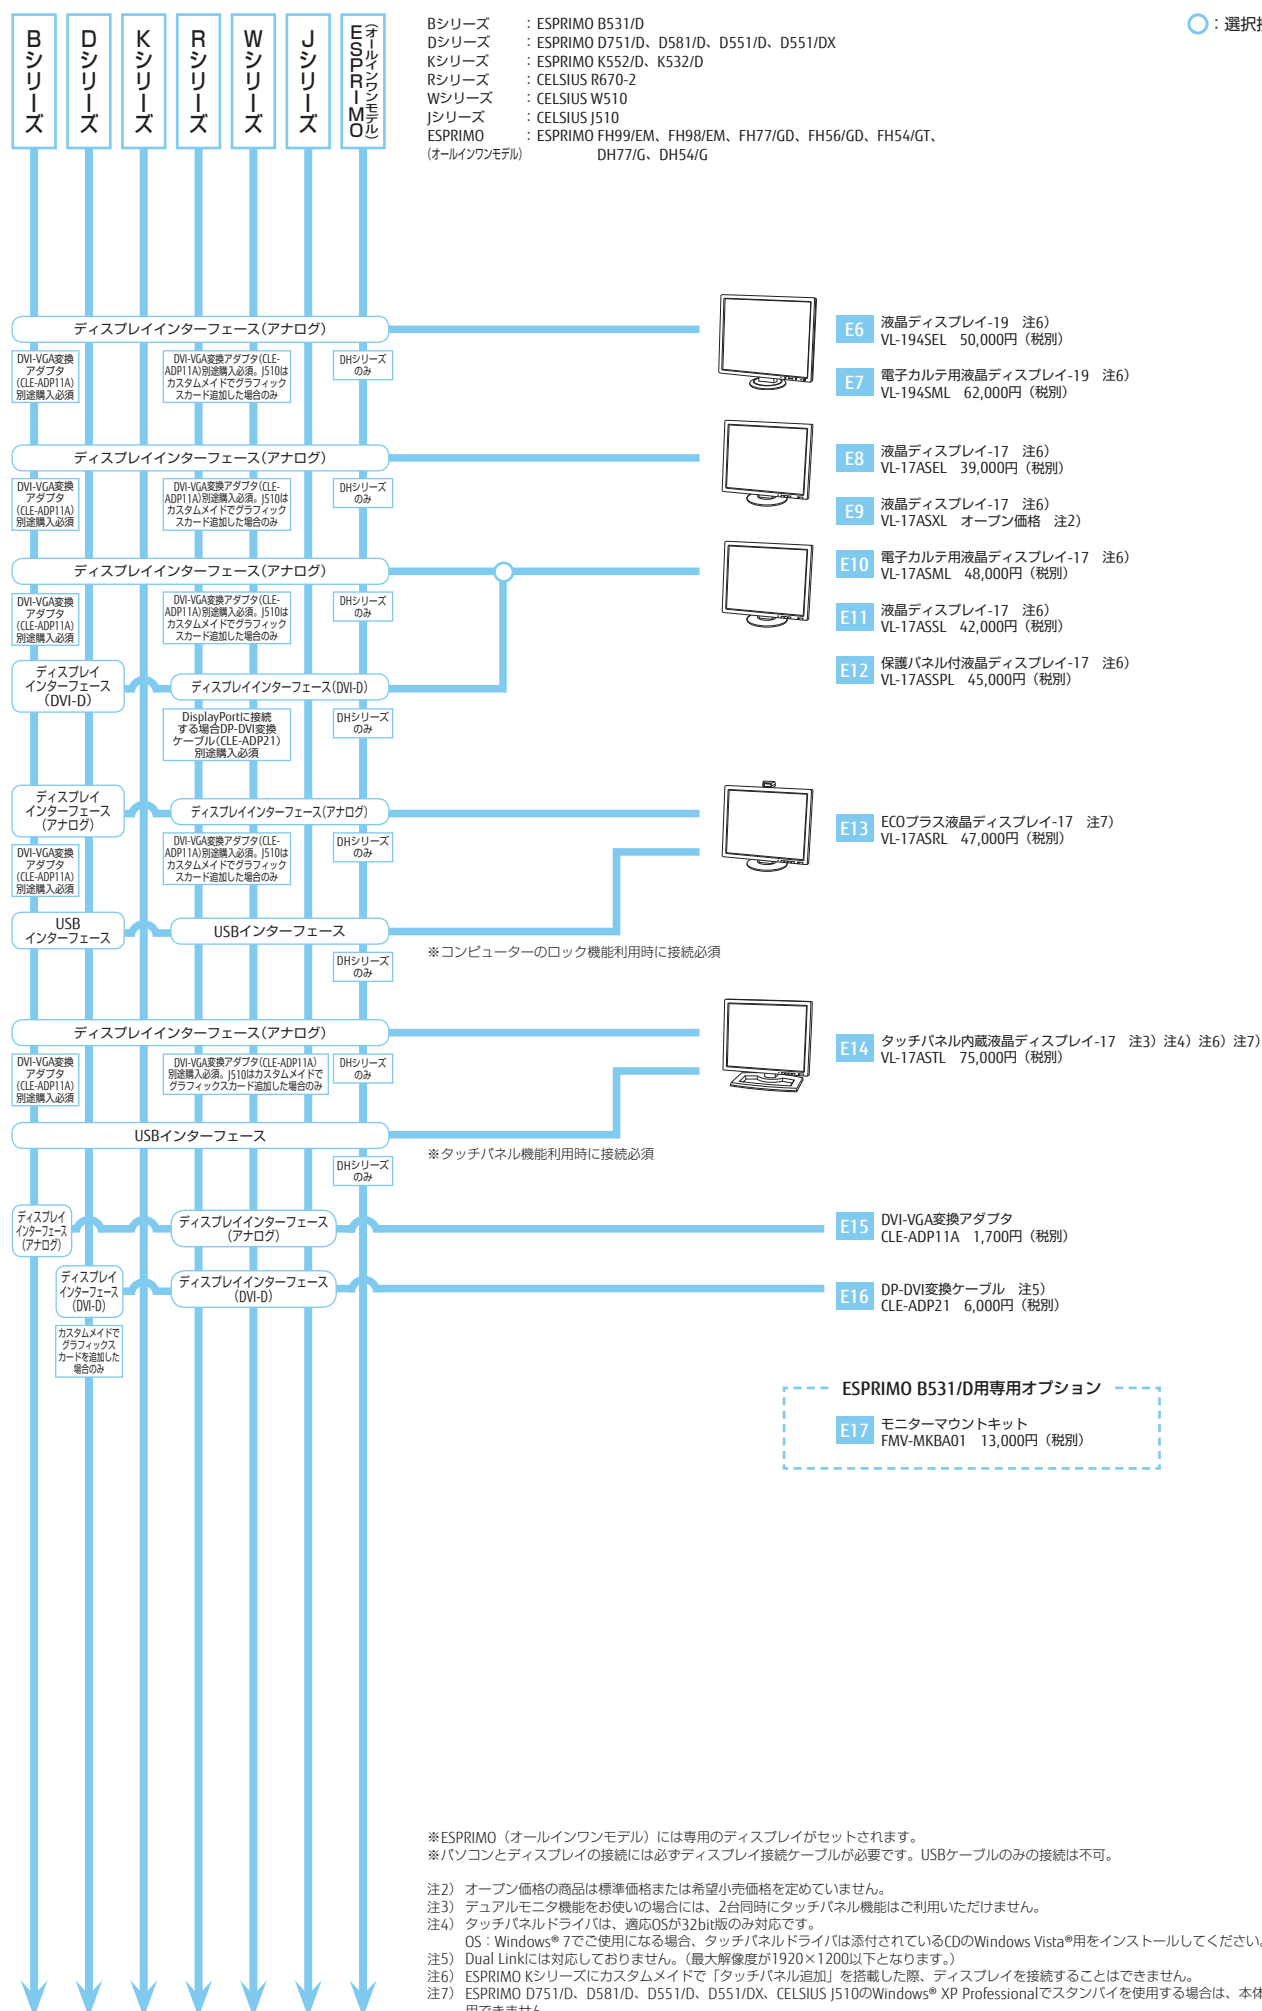 Bシリーズ
Dシリーズ
Kシリーズ
Rシリーズ
Wシリーズ
Jシリーズ
ESPRIMO
(オールインワンモデル)
Bシリーズ ：ESPRIMO B531/D
Dシリーズ ：ESPRIMO D751/D、D581/D、D551/D、D551/DX
Kシリーズ ：ESPRIMO K552/D、K532/D
Rシリーズ ：CELSIUS R670-2
Wシリーズ ：CELSIUS W510
Jシリーズ ：CELSIUS J510
ESPRIMO ：ESPRIMO FH99/EM、FH98/EM、FH77/GD、FH56/GD、FH54/GT、
(オールインワンモデル) DH77/G、DH54/G
：選択接
ディスプレイインターフェース(アナログ)
DVI-VGA変換
アダプタ
(CLE-ADP11A)
別途購入必須
DVI-VGA変換アダプタ(CLE-
ADP11A)別途購入必須。J510は
カスタムメイドでグラフィック
スカード追加した場合のみ
DHシリーズ
のみ
E6 液晶ディスプレイ-19 注6)
VL-194SEL 50,000円（税別）
E7 電子カルテ用液晶ディスプレイ-19 注6)
VL-194SML 62,000円（税別）
ディスプレイインターフェース(アナログ)
DVI-VGA変換
アダプタ
(CLE-ADP11A)
別途購入必須
DVI-VGA変換アダプタ(CLE-
ADP11A)別途購入必須。J510は
カスタムメイドでグラフィック
スカード追加した場合のみ
DHシリーズ
のみ
E8 液晶ディスプレイ-17 注6)
VL-17ASEL 39,000円（税別）
E9 液晶ディスプレイ-17 注6)
VL-17ASXL オープン価格 注2)
ディスプレイインターフェース(アナログ)
DVI-VGA変換
アダプタ
(CLE-ADP11A)
別途購入必須
DVI-VGA変換アダプタ(CLE-
ADP11A)別途購入必須。J510は
カスタムメイドでグラフィック
スカード追加した場合のみ
DHシリーズ
のみ
E10 電子カルテ用液晶ディスプレイ-17 注6)
VL-17ASML 48,000円（税別）
E11 液晶ディスプレイ-17 注6)
VL-17ASSL 42,000円（税別）
E12 保護パネル付液晶ディスプレイ-17 注6)
VL-17ASSPL 45,000円（税別）
ディスプレイ
インターフェース
(DVI-D)
ディスプレイインターフェース(DVI-D)
DisplayPortに接続
する場合DP-DVI変換
ケーブル(CLE-ADP21)
別途購入必須
DHシリーズ
のみ
ディスプレイ
インターフェース
(アナログ)
ディスプレイインターフェース(アナログ)
DVI-VGA変換
アダプタ
(CLE-ADP11A)
別途購入必須
DVI-VGA変換アダプタ(CLE-
ADP11A)別途購入必須。J510は
カスタムメイドでグラフィック
スカード追加した場合のみ
DHシリーズ
のみ
E13 ECOプラス液晶ディスプレイ-17 注7)
VL-17ASRL 47,000円（税別）
USB
インターフェース
USBインターフェース
DHシリーズ
のみ
※コンピューターのロック機能利用時に接続必須
ディスプレイインターフェース(アナログ)
DVI-VGA変換
アダプタ
(CLE-ADP11A)
別途購入必須
DVI-VGA変換アダプタ(CLE-ADP11A)
別途購入必須。J510はカスタムメイドで
グラフィックスカード追加した場合のみ
DHシリーズ
のみ
E14 タッチパネル内蔵液晶ディスプレイ-17 注3) 注4) 注6) 注7)
VL-17ASTL 75,000円（税別）
USBインターフェース
DHシリーズ
のみ
※タッチパネル機能利用時に接続必須
ディスプレイ
インターフェース
(アナログ)
ディスプレイインターフェース
(アナログ)
E15 DVI-VGA変換アダプタ
CLE-ADP11A 1,700円（税別）
ディスプレイ
インターフェース
(DVI-D)
ディスプレイインターフェース
(DVI-D)
カスタムメイドで
グラフィックス
カードを追加した
場合のみ
E16 DP-DVI変換ケーブル 注5)
CLE-ADP21 6,000円（税別）
ESPRIMO B531/D用専用オプション
E17 モニターマウントキット
FMV-MKBA01 13,000円（税別）
※ESPRIMO（オールインワンモデル）には専用のディスプレイがセットされます。
※パソコンとディスプレイの接続には必ずディスプレイ接続ケーブルが必要です。USBケーブルのみの接続は不可。
注2) オープン価格の商品は標準価格または希望小売価格を定めていません。
注3) デュアルモニタ機能をお使いの場合には、2台同時にタッチパネル機能はご利用いただけません。
注4) タッチパネルドライバは、適応OSが32bit版のみ対応です。
OS：Windows® 7でご使用になる場合、タッチパネルドライバは添付されているCDのWindows Vista®用をインストールしてください。
注5) Dual Linkには対応しておりません。(最大解像度が1920×1200以下となります。)
注6) ESPRIMO Kシリーズにカスタムメイドで「タッチパネル追加」を搭載した際、ディスプレイを接続することはできません。
注7) ESPRIMO D751/D、D581/D、D551/D、D551/DX、CELSIUS J510のWindows® XP Professionalでスタンバイを使用する場合は、本体
用できません。